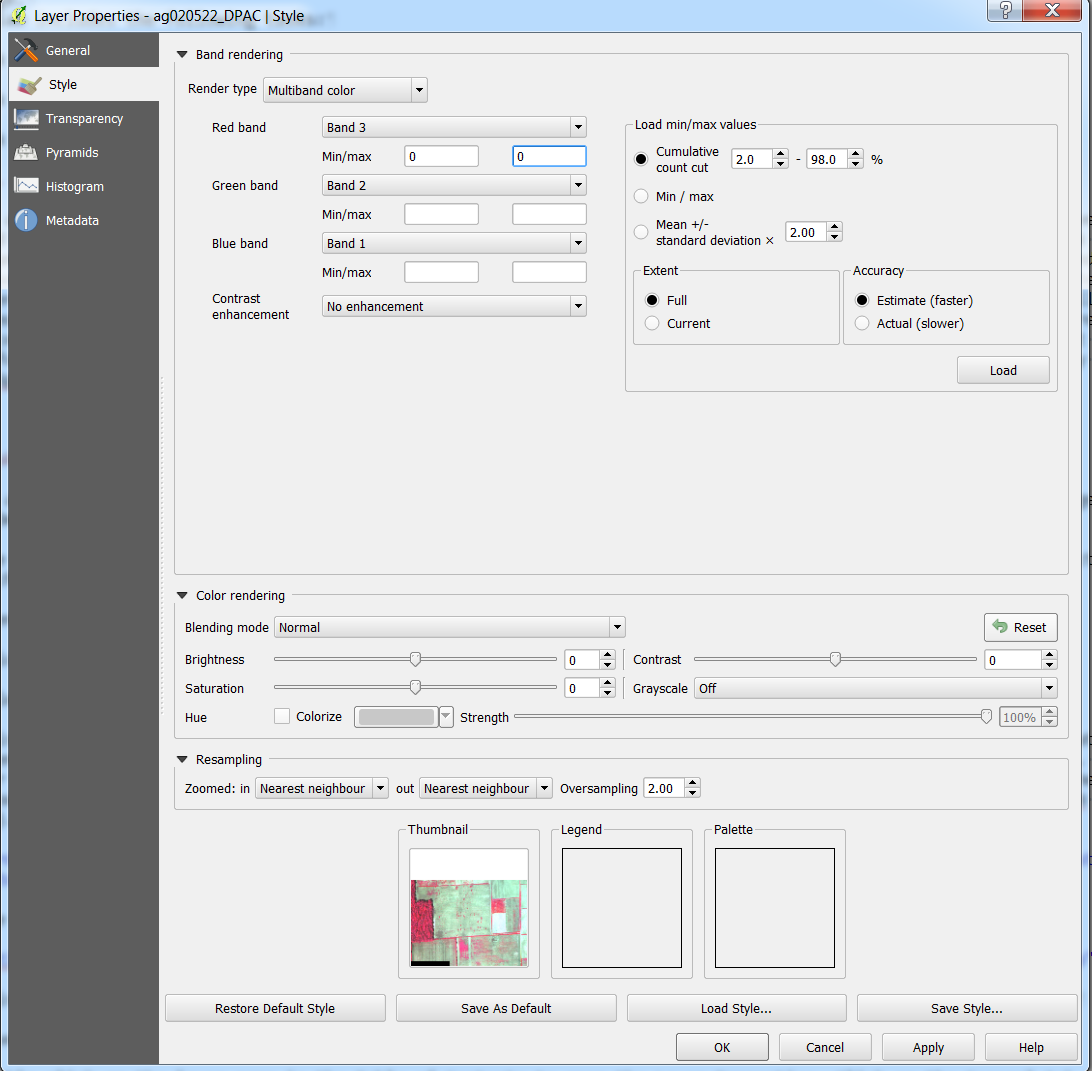 Layer Properties - ag020522_DPAC | Style
General
Style
Transparency
Pyramids
Histogram
Metadata
Band rendering
Render type Multiband color
Red band Band 3
Min/max 0 0
Green band Band 2
Min/max
Blue band Band 1
Min/max
Contrast
enhancement No enhancement
Load min/max values
Cumulative
count cut 2.0 - 98.0 %
Min / max
Mean +/-
standard deviation × 2.00
Extent
Full
Current
Accuracy
Estimate (faster)
Actual (slower)
Load
Color rendering
Blending mode Normal Reset
Brightness 0 Contrast 0
Saturation 0 Grayscale Off
Hue Colorize Strength 100%
Resampling
Zoomed: in Nearest neighbour out Nearest neighbour Oversampling 2.00
Thumbnail Legend Palette
Restore Default Style Save As Default Load Style... Save Style...
OK Cancel Apply Help